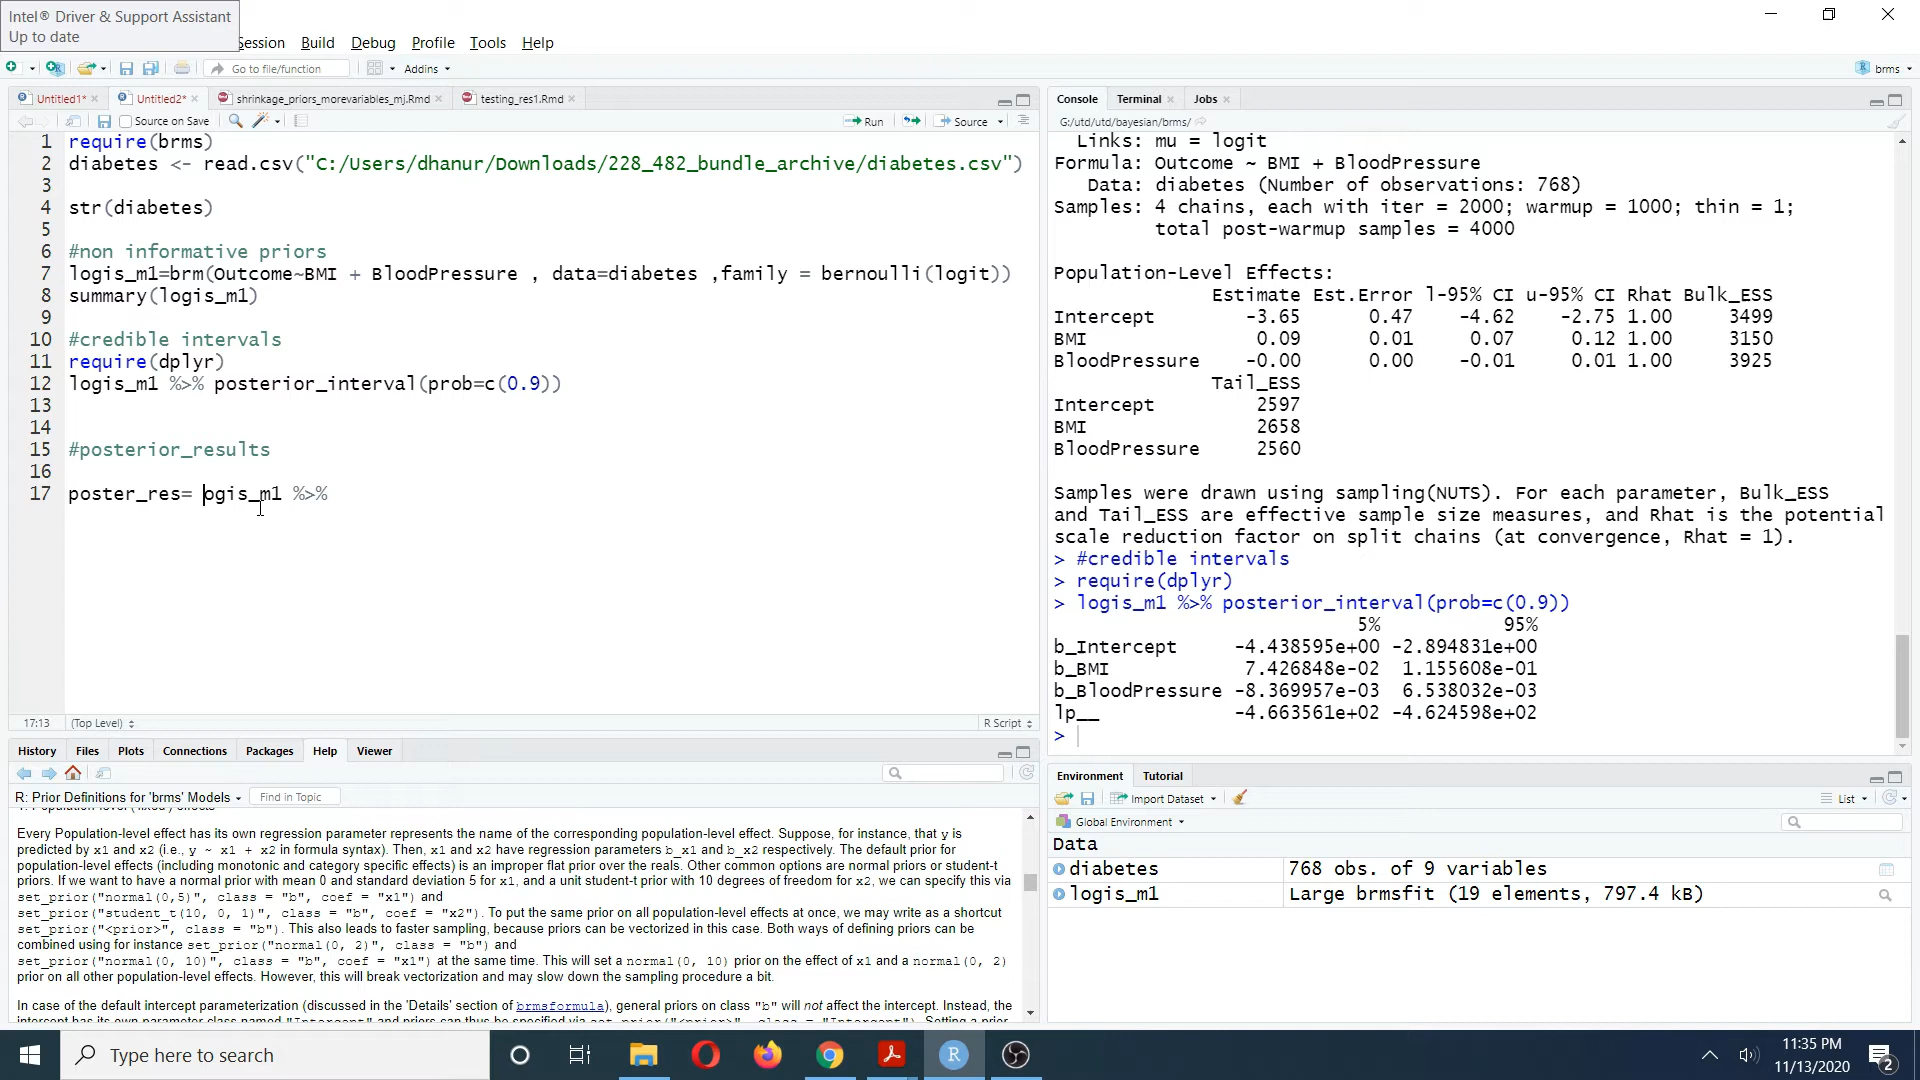 Intel® Driver & Support Assistant
Up to date
Session Build Debug Profile Tools Help
Go to file/function Addins brms
Untitled1* Untitled2* shrinkage_priors_morevariables_mj.Rmd testing_res1.Rmd
Source on Save Run Source
1 require(brms)
2 diabetes <- read.csv("C:/Users/dhanur/Downloads/228_482_bundle_archive/diabetes.csv")
3
4 str(diabetes)
5
6 #non informative priors
7 logis_m1=brm(Outcome~BMI + BloodPressure , data=diabetes ,family = bernoulli(logit))
8 summary(logis_m1)
9
10 #credible intervals
11 require(dplyr)
12 logis_m1 %>% posterior_interval(prob=c(0.9))
13
14
15 #posterior_results
16
17 poster_res= ogis_m1 %>%
17:13 (Top Level) R Script
History Files Plots Connections Packages Help Viewer
R: Prior Definitions for 'brms' Models Find in Topic
Every Population-level effect has its own regression parameter represents the name of the corresponding population-level effect. Suppose, for instance, that y is
predicted by x1 and x2 (i.e., y ~ x1 + x2 in formula syntax). Then, x1 and x2 have regression parameters b_x1 and b_x2 respectively. The default prior for
population-level effects (including monotonic and category specific effects) is an improper flat prior over the reals. Other common options are normal priors or student-t
priors. If we want to have a normal prior with mean 0 and standard deviation 5 for x1, and a unit student-t prior with 10 degrees of freedom for x2, we can specify this via
set_prior("normal(0,5)", class = "b", coef = "x1") and
set_prior("student_t(10, 0, 1)", class = "b", coef = "x2"). To put the same prior on all population-level effects at once, we may write as a shortcut
set_prior("<prior>", class = "b"). This also leads to faster sampling, because priors can be vectorized in this case. Both ways of defining priors can be
combined using for instance set_prior("normal(0, 2)", class = "b") and
set_prior("normal(0, 10)", class = "b", coef = "x1") at the same time. This will set a normal(0, 10) prior on the effect of x1 and a normal(0, 2)
prior on all other population-level effects. However, this will break vectorization and may slow down the sampling procedure a bit.
In case of the default intercept parameterization (discussed in the 'Details' section of brmsformula), general priors on class "b" will not affect the intercept. Instead, the
Console Terminal Jobs
G:/utd/utd/bayesian/brms/
Links: mu = logit
Formula: Outcome ~ BMI + BloodPressure
Data: diabetes (Number of observations: 768)
Samples: 4 chains, each with iter = 2000; warmup = 1000; thin = 1;
total post-warmup samples = 4000
Population-Level Effects:
Estimate Est.Error l-95% CI u-95% CI Rhat Bulk_ESS
Intercept -3.65 0.47 -4.62 -2.75 1.00 3499
BMI 0.09 0.01 0.07 0.12 1.00 3150
BloodPressure -0.00 0.00 -0.01 0.01 1.00 3925
Tail_ESS
Intercept 2597
BMI 2658
BloodPressure 2560
Samples were drawn using sampling(NUTS). For each parameter, Bulk_ESS
and Tail_ESS are effective sample size measures, and Rhat is the potential
scale reduction factor on split chains (at convergence, Rhat = 1).
> #credible intervals
> require(dplyr)
> logis_m1 %>% posterior_interval(prob=c(0.9))
5% 95%
b_Intercept -4.438595e+00 -2.894831e+00
b_BMI 7.426848e-02 1.155608e-01
b_BloodPressure -8.369957e-03 6.538032e-03
lp__ -4.663561e+02 -4.624598e+02
>
Environment Tutorial
Import Dataset List
Global Environment
Data
diabetes 768 obs. of 9 variables
logis_m1 Large brmsfit (19 elements, 797.4 kB)
Type here to search
11:35 PM
11/13/2020
2